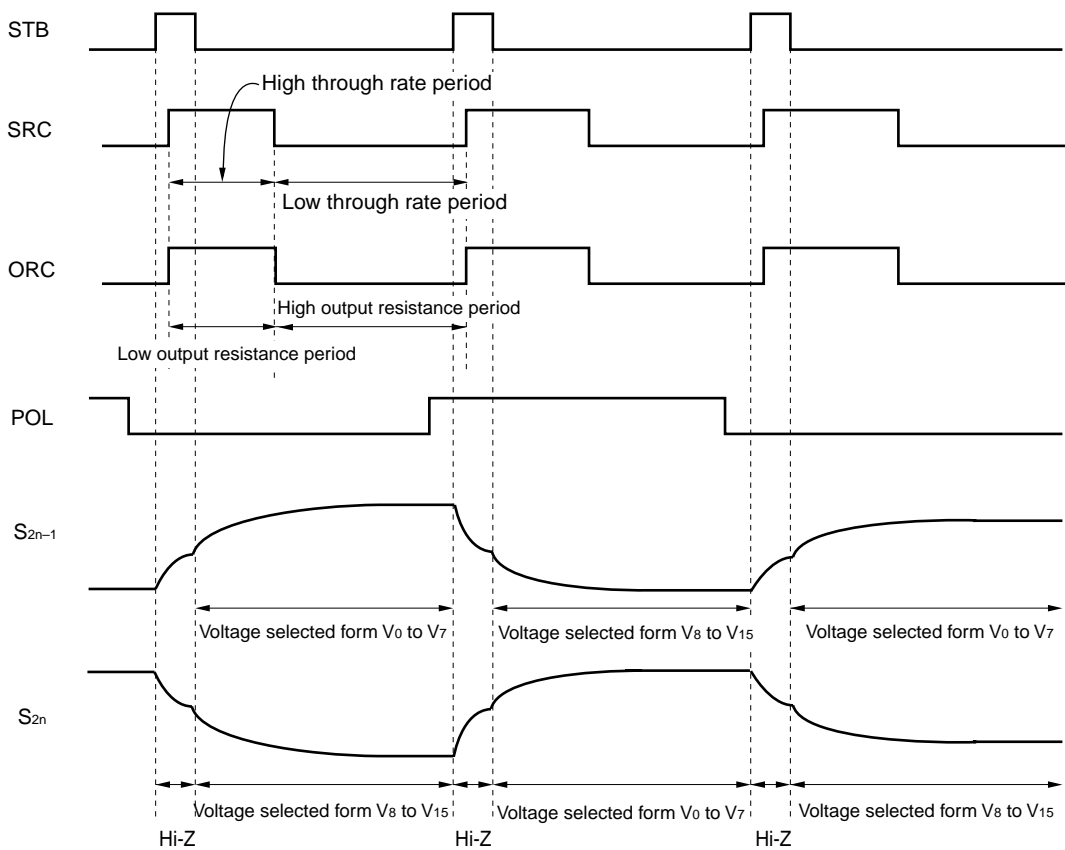 STB
High through rate period
SRC
Low through rate period
ORC
High output resistance period
Low output resistance period
POL
S2n–1
Voltage selected form V0 to V7
Voltage selected form V8 to V15
Voltage selected form V0 to V7
S2n
Voltage selected form V8 to V15
Voltage selected form V0 to V7
Voltage selected form V8 to V15
Hi-Z
Hi-Z
Hi-Z